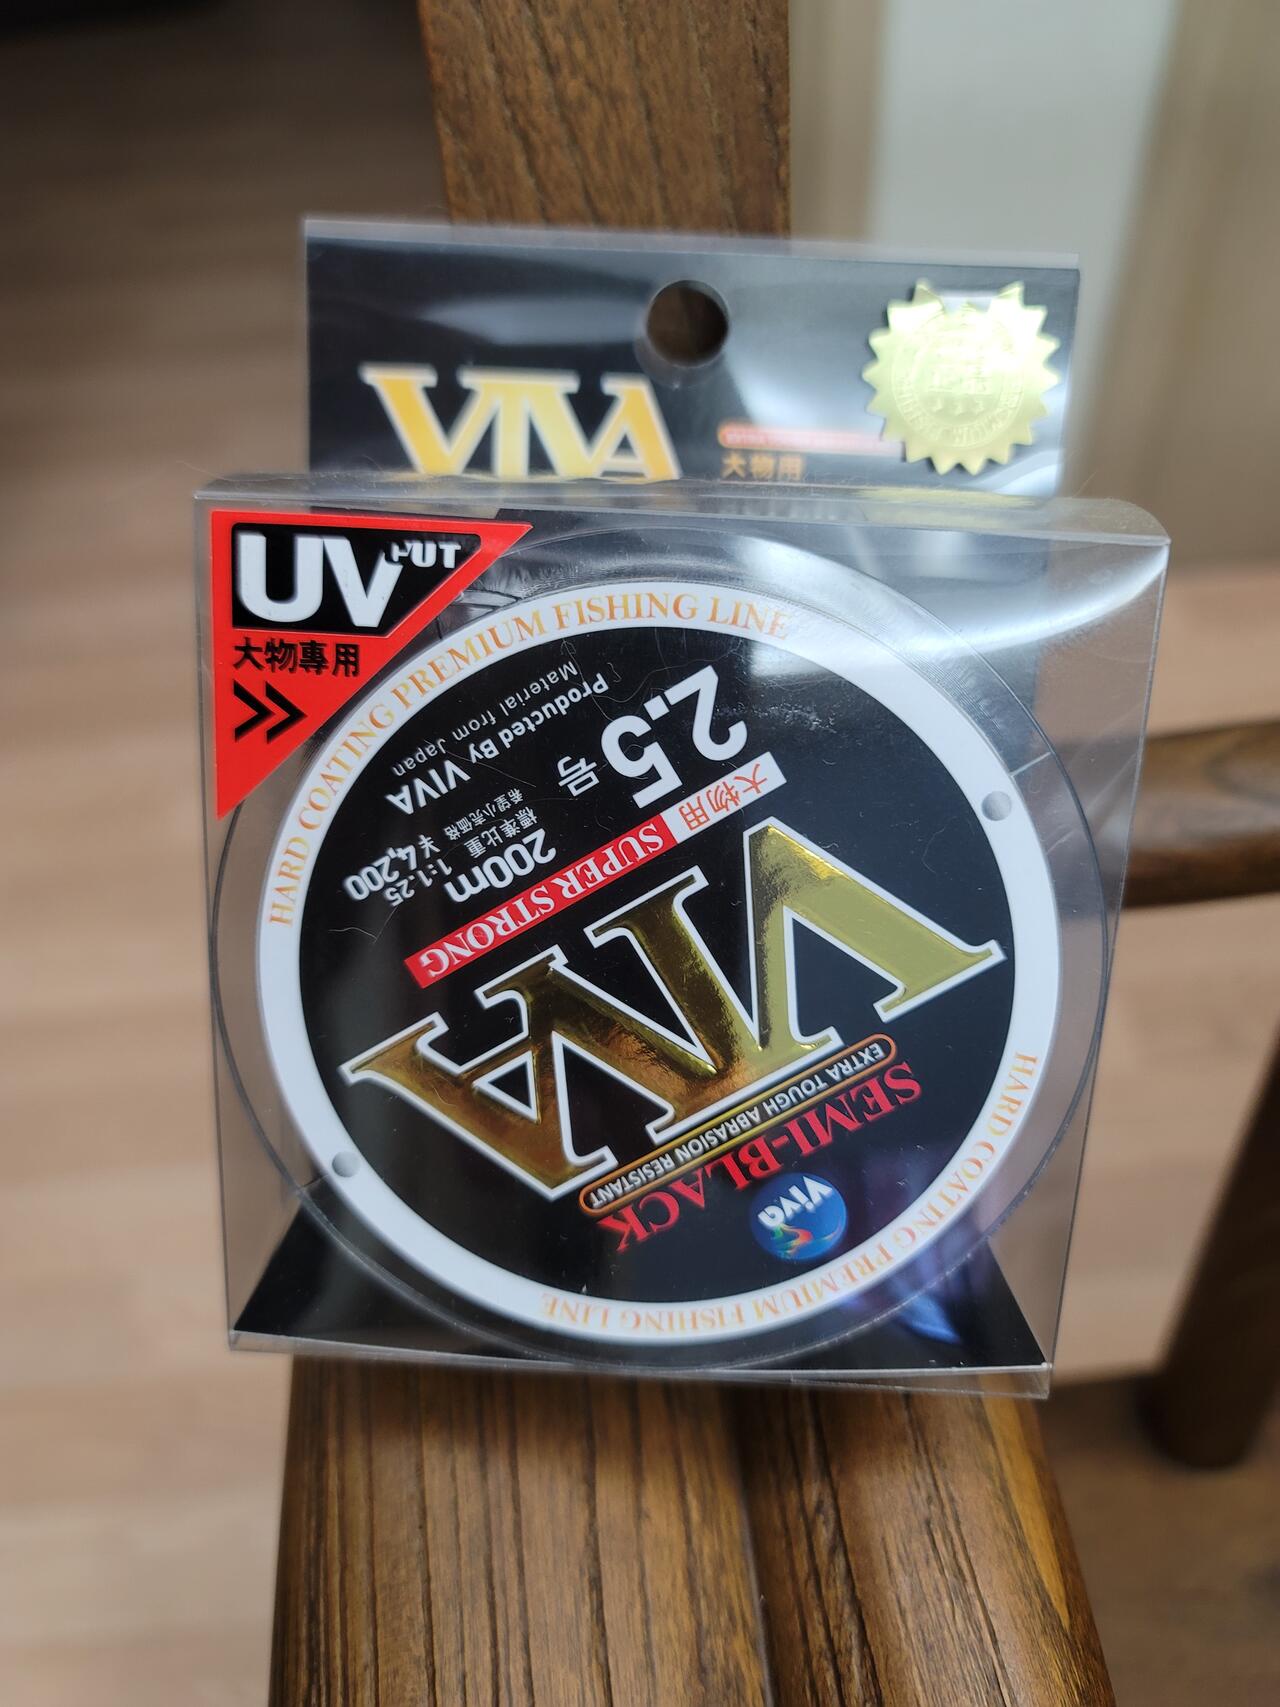 VIVA
大物用
UV CUT
大物專用
HARD COATING PREMIUM FISHING LINE
Viva
SEMI-BLACK
EXTRA TOUGH ABRASION RESISTANT
VIVA
大物用 SUPER STRONG
2.5号 200m
標準比重 1:1.25
希望小売価格 ¥4,200
Producted By VIVA
Material from Japan
HARD COATING PREMIUM FISHING LINE